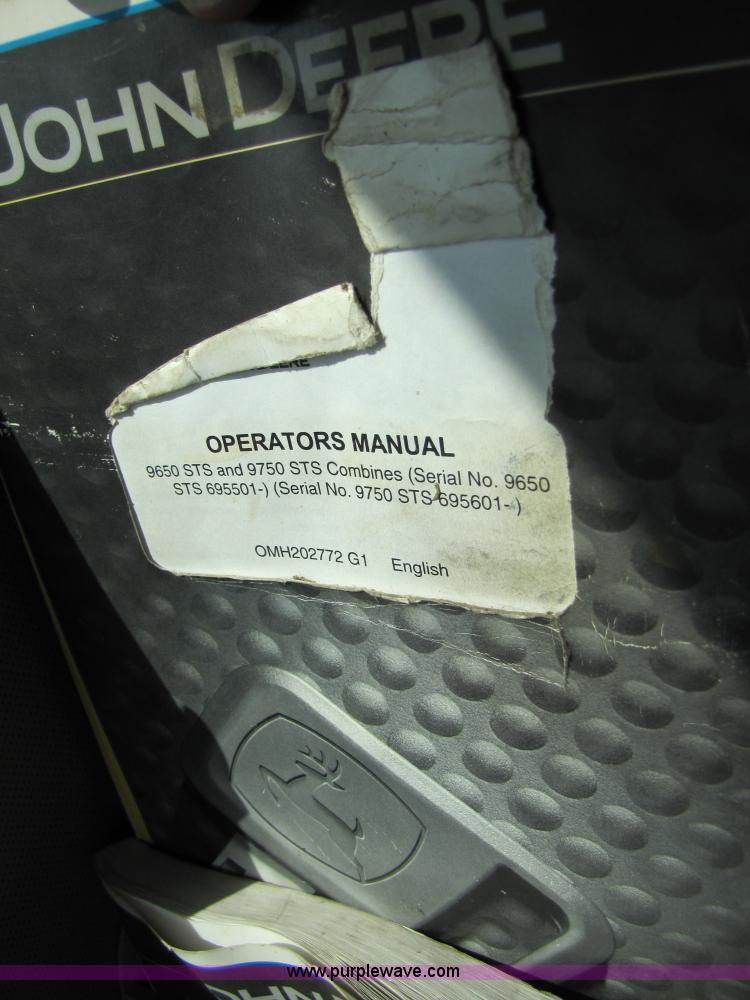 JOHN DEERE
OPERATORS MANUAL
9650 STS and 9750 STS Combines (Serial No. 9650
STS 695501-) (Serial No. 9750 STS 695601- )
OMH202772 G1 English
www.purplewave.com